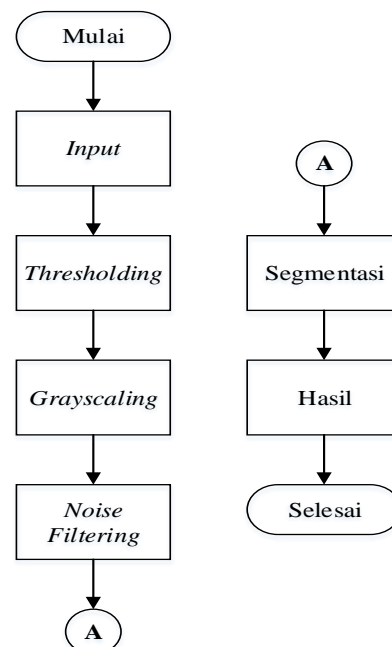 Mulai
Input
Thresholding
Grayscaling
Noise
Filtering
A
A
Segmentasi
Hasil
Selesai